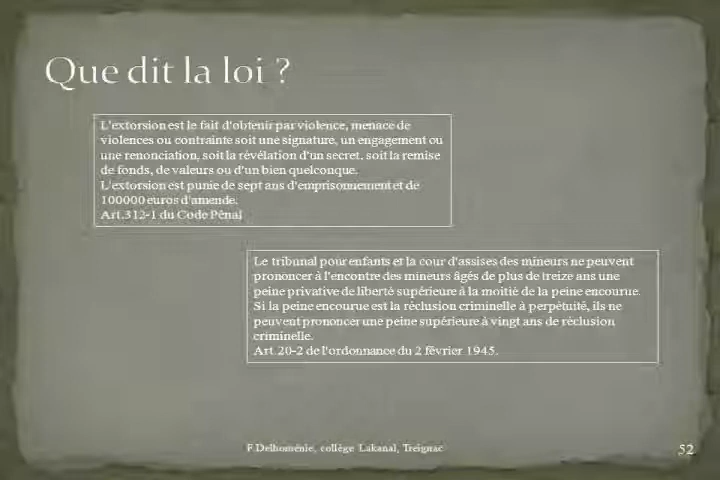 Que dit la loi ?
L'extorsion est le fait d'obtenir par violence, menace de
violences ou contrainte soit une signature, un engagement ou
une renonciation, soit la révélation d'un secret, soit la remise
de fonds, de valeurs ou d'un bien quelconque.
L'extorsion est punie de sept ans d'emprisonnement et de
100000 euros d'amende.
Art.312-1 du Code Pénal
Le tribunal pour enfants et la cour d'assises des mineurs ne peuvent
prononcer à l'encontre des mineurs âgés de plus de treize ans une
peine privative de liberté supérieure à la moitié de la peine encourue.
Si la peine encourue est la réclusion criminelle à perpétuité, ils ne
peuvent prononcer une peine supérieure à vingt ans de réclusion
criminelle.
Art.20-2 de l'ordonnance du 2 février 1945.
F.Delhoménie, collège Lakanal, Treignac
52